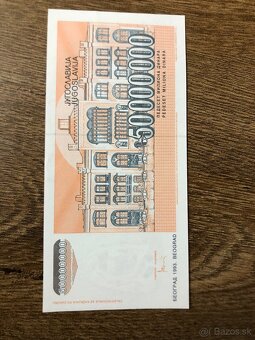 ЈУГОСЛАВИЈА
JUGOSLAVIJA
50000000
ПЕДЕСЕТ МИЛИОНА ДИНАРА
PEDESET MILIONA DINARA
БЕОГРАД 1993. BEOGRAD
bazos.sk